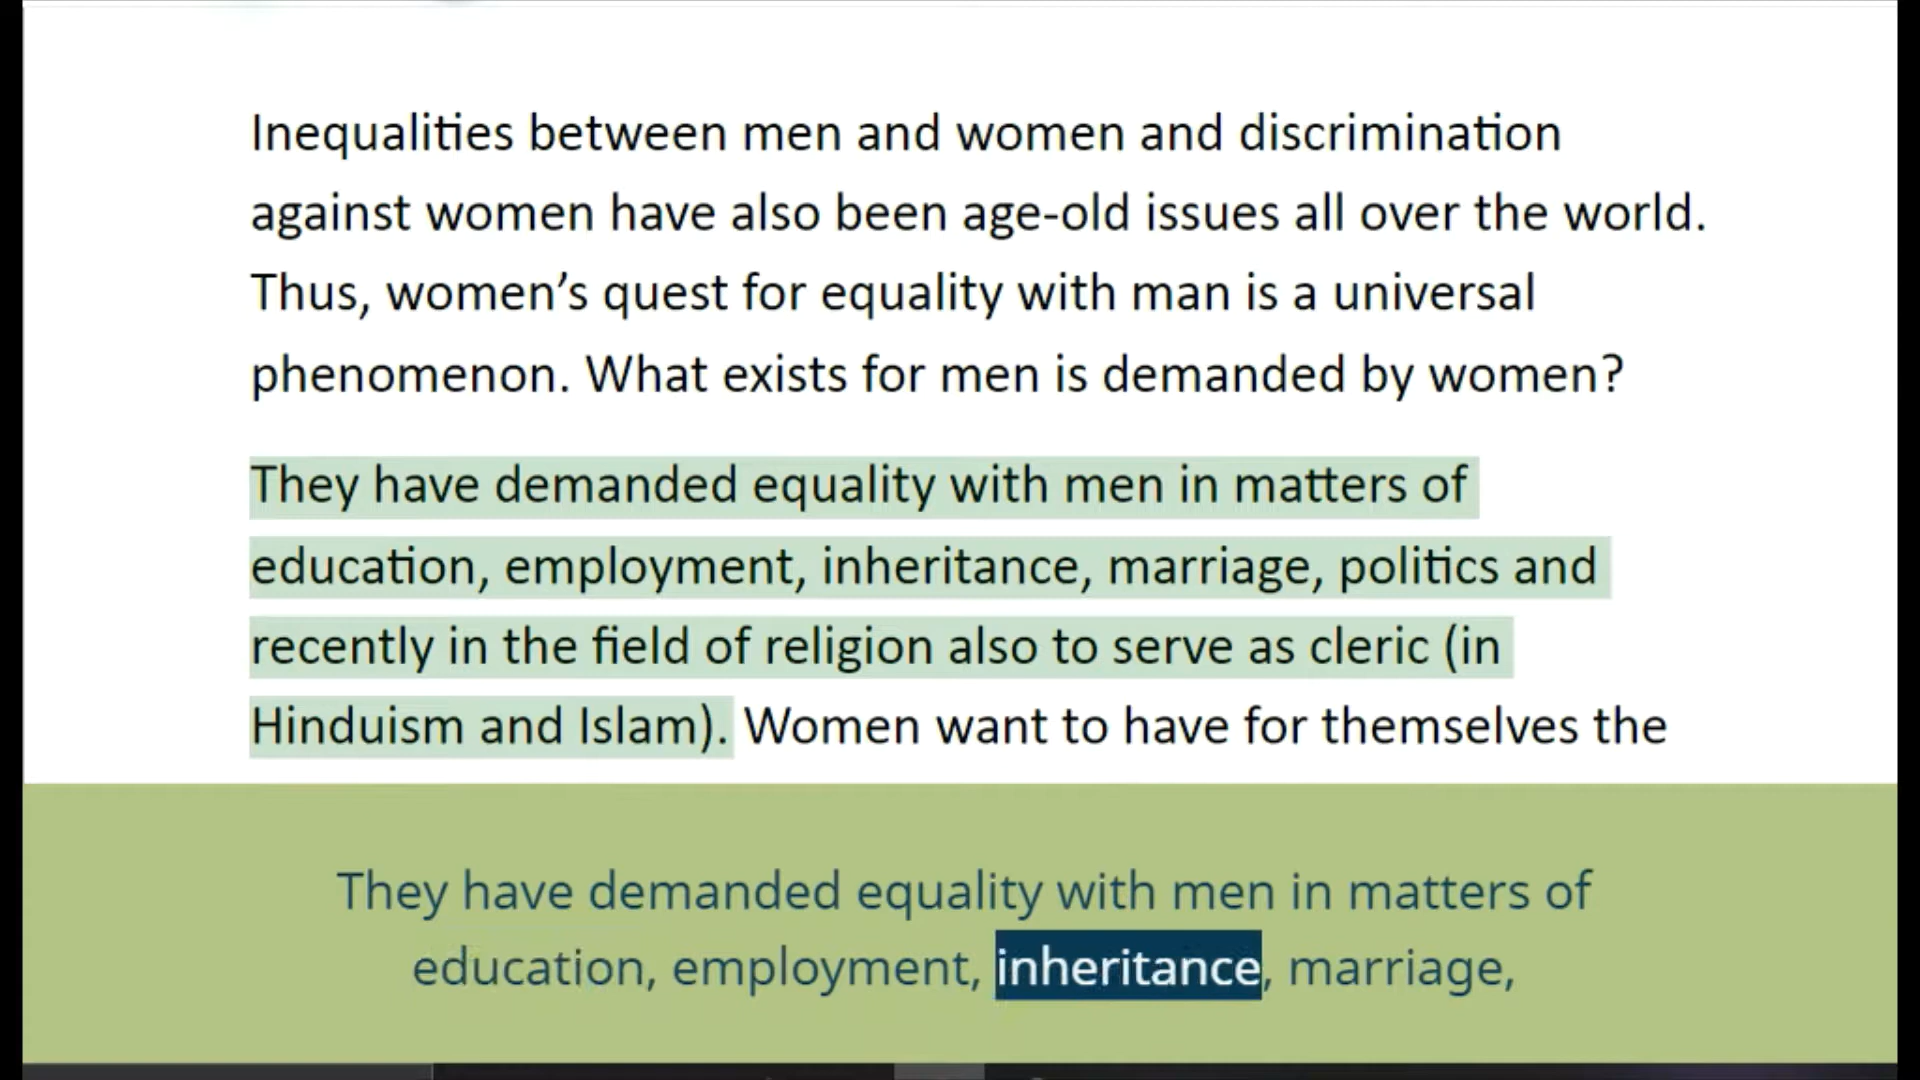 Inequalities between men and women and discrimination
against women have also been age-old issues all over the world.
Thus, women’s quest for equality with man is a universal
phenomenon. What exists for men is demanded by women?
They have demanded equality with men in matters of
education, employment, inheritance, marriage, politics and
recently in the field of religion also to serve as cleric (in
Hinduism and Islam). Women want to have for themselves the
They have demanded equality with men in matters of
education, employment, inheritance, marriage,